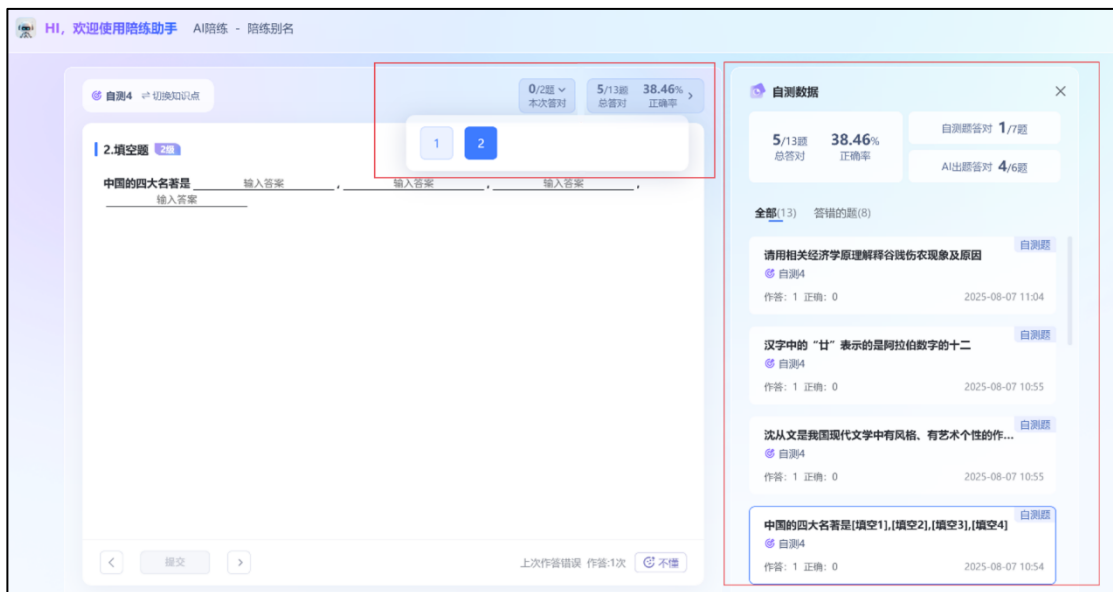 HI，欢迎使用陪练助手 AI陪练 - 陪练别名
自测4 ⇌ 切换知识点
0/2题
本次答对
5/13题 38.46%
总答对 正确率
1 2
2.填空题 2级
中国的四大名著是 输入答案 , 输入答案 , 输入答案 ,
输入答案
提交
上次作答错误 作答:1次 不懂
自测数据
5/13题 38.46%
总答对 正确率
自测题答对 1/7题
AI出题答对 4/6题
全部(13) 答错的题(8)
自测题
请用相关经济学原理解释谷贱伤农现象及原因
自测4
作答：1 正确：0 2025-08-07 11:04
自测题
汉字中的“廿”表示的是阿拉伯数字的十二
自测4
作答：1 正确：0 2025-08-07 10:55
自测题
沈从文是我国现代文学中有风格、有艺术个性的作...
自测4
作答：1 正确：0 2025-08-07 10:55
自测题
中国的四大名著是[填空1],[填空2],[填空3],[填空4]
自测4
作答：1 正确：0 2025-08-07 10:54